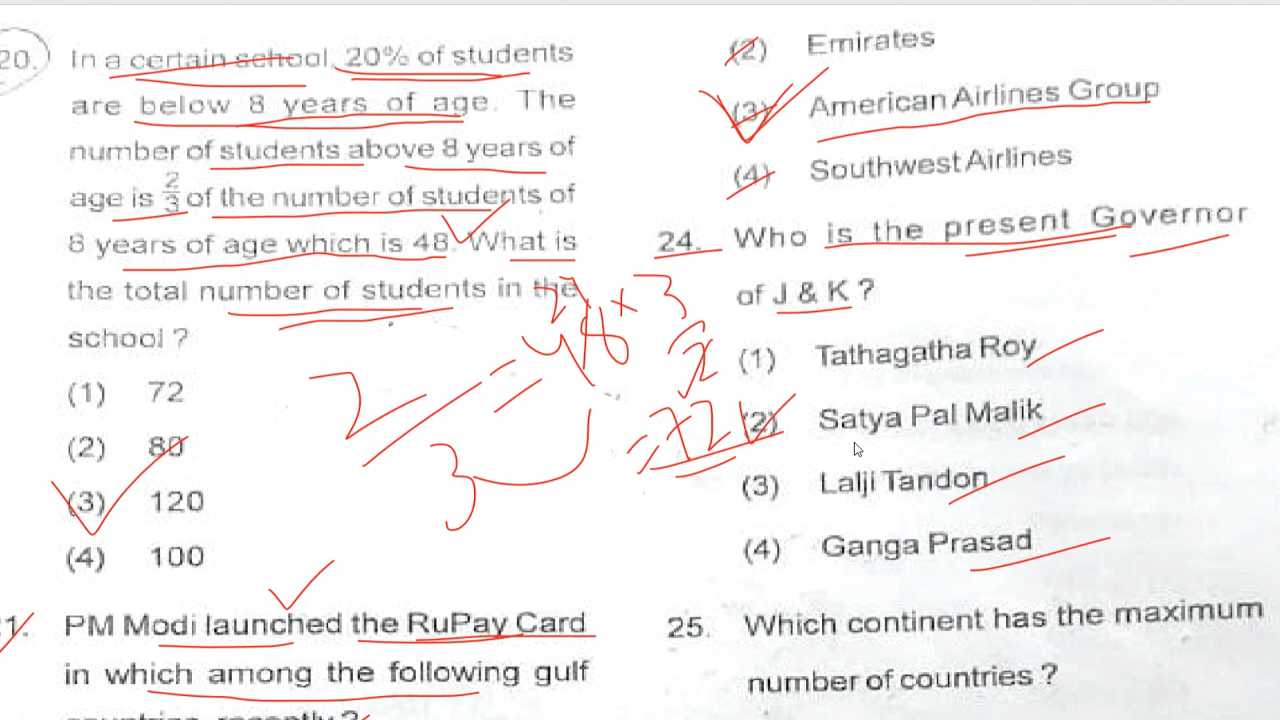 20. In a certain school, 20% of students
are below 8 years of age. The
number of students above 8 years of
age is 2/3 of the number of students of
8 years of age which is 48. What is
the total number of students in the
school ?
(1) 72
(2) 80
(3) 120
(4) 100
21. PM Modi launched the RuPay Card
in which among the following gulf
countries recently ?
(2) Emirates
(3) American Airlines Group
(4) Southwest Airlines
24. Who is the present Governor
of J & K ?
(1) Tathagatha Roy
(2) Satya Pal Malik
(3) Lalji Tandon
(4) Ganga Prasad
25. Which continent has the maximum
number of countries ?
2/3 = 48 × 3/2
= 72